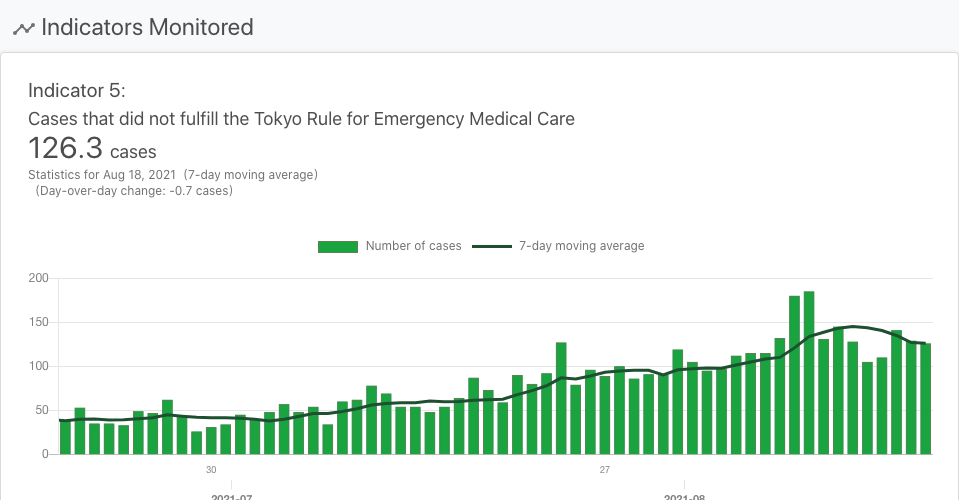 Indicators Monitored
Indicator 5:
Cases that did not fulfill the Tokyo Rule for Emergency Medical Care
126.3 cases
Statistics for Aug 18, 2021 (7-day moving average)
(Day-over-day change: -0.7 cases)
Number of cases 7-day moving average
200
150
100
50
0
30 27
2021-07 2021-08